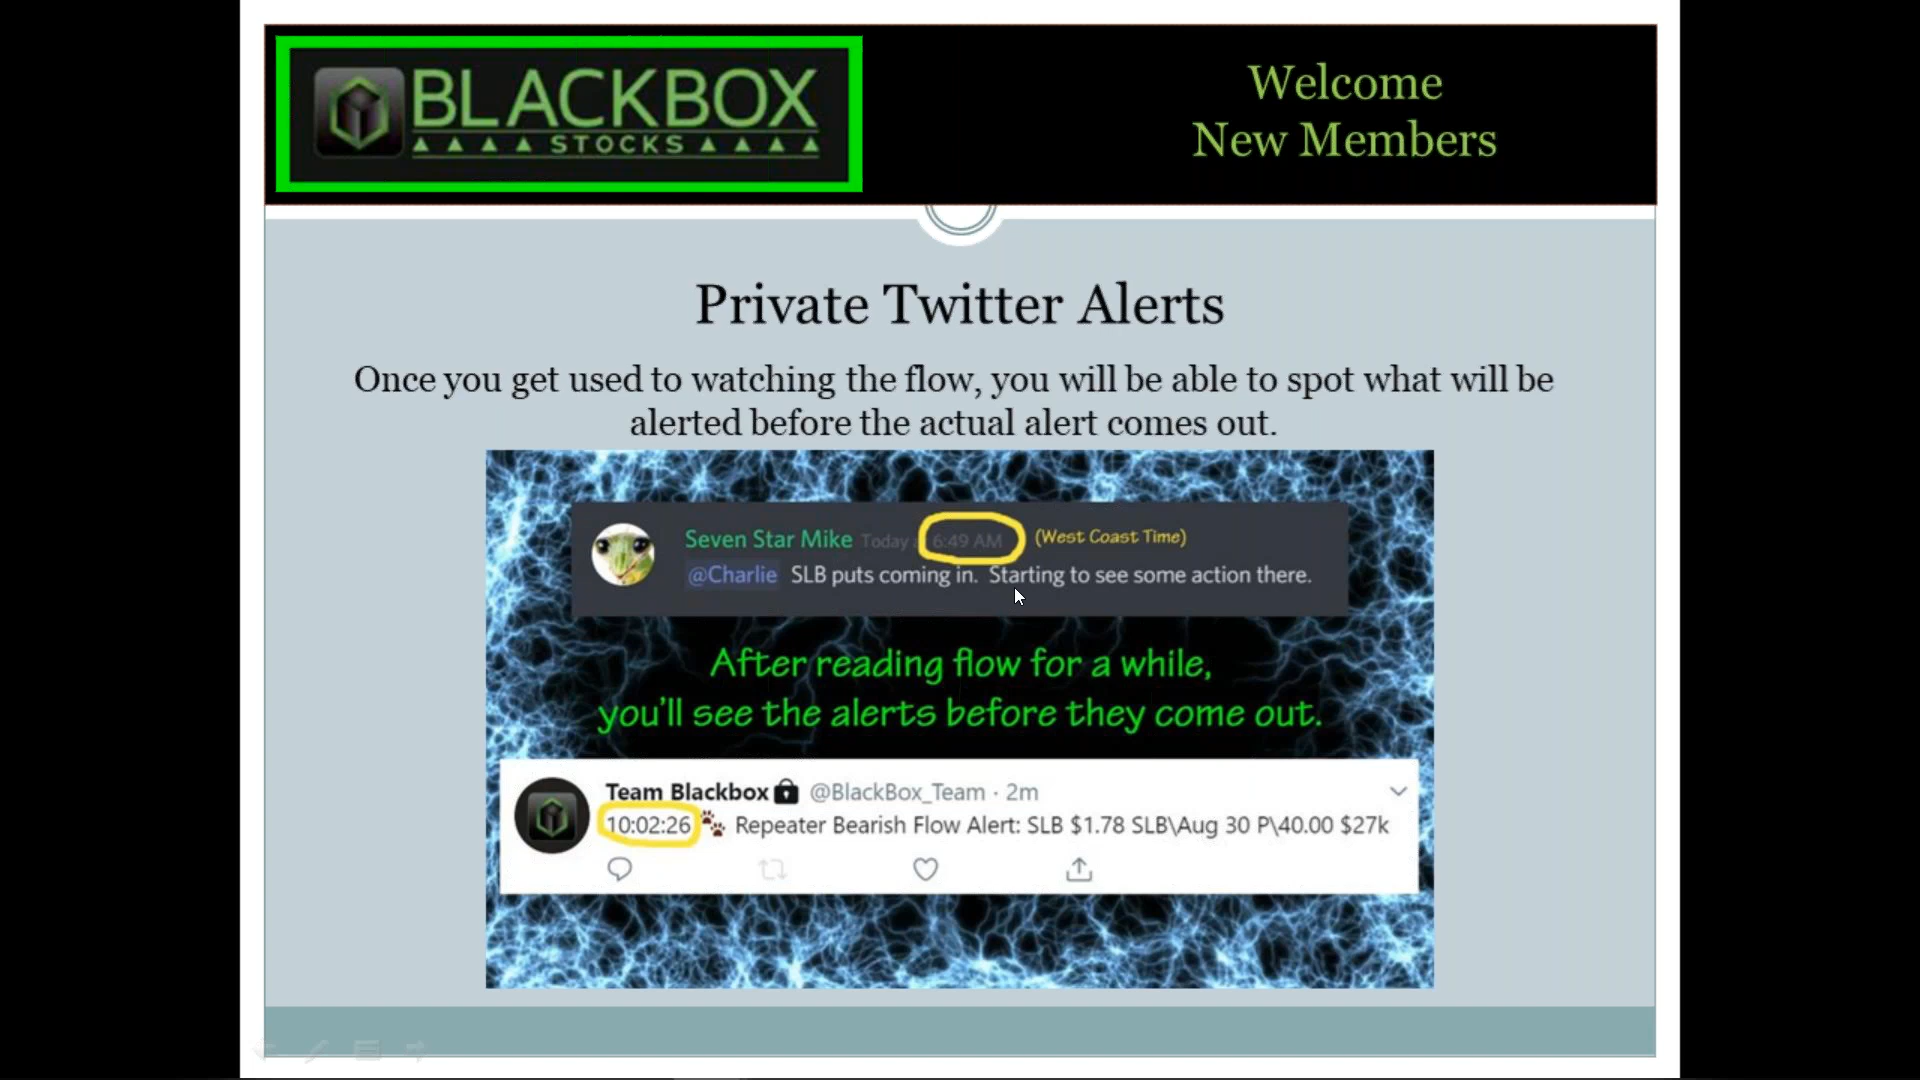 BLACKBOX
STOCKS
Welcome
New Members
Private Twitter Alerts
Once you get used to watching the flow, you will be able to spot what will be
alerted before the actual alert comes out.
Seven Star Mike Today 6:49 AM (West Coast Time)
@Charlie SLB puts coming in. Starting to see some action there.
After reading flow for a while,
you'll see the alerts before they come out.
Team Blackbox @BlackBox_Team · 2m
10:02:26 🐾 Repeater Bearish Flow Alert: SLB $1.78 SLB\Aug 30 P\40.00 $27k